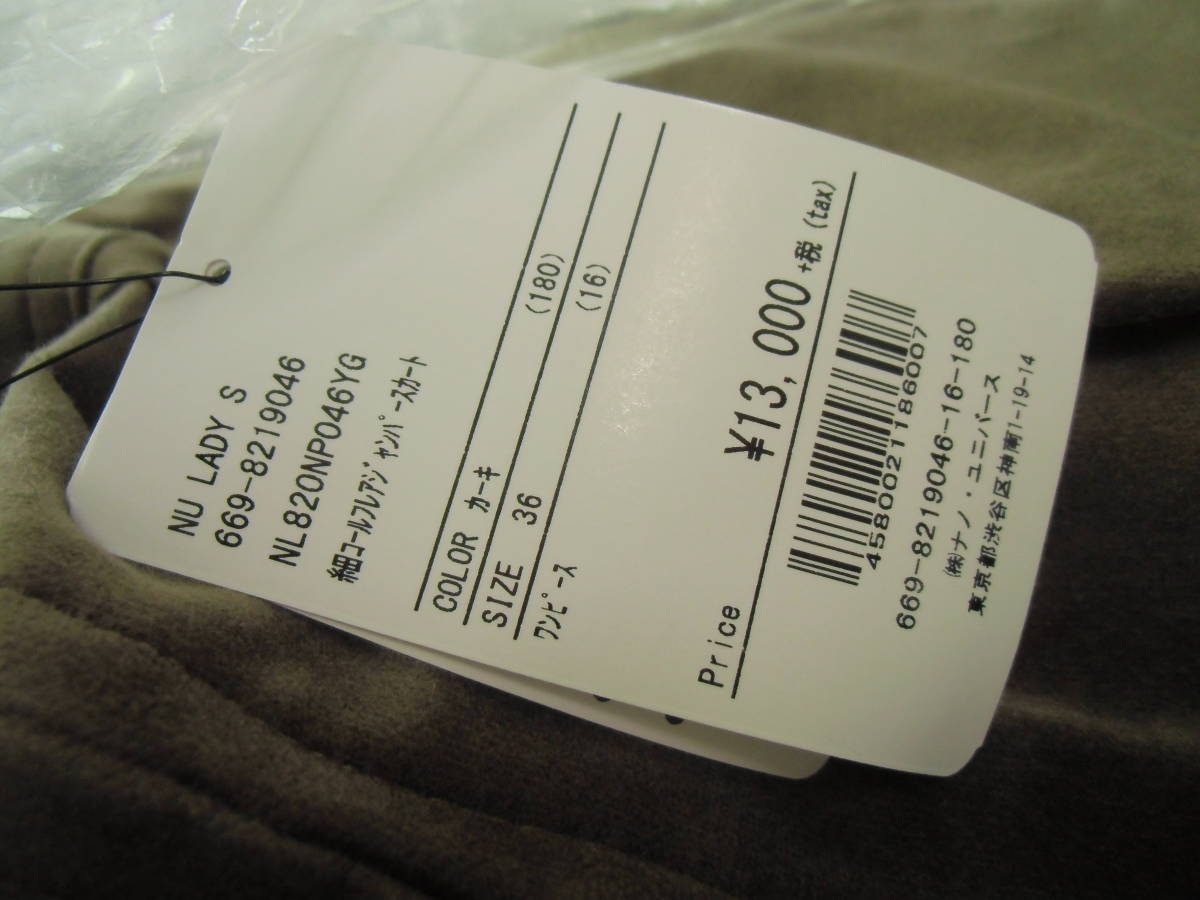 NU LADY S
669-8219046
NL820NP046YG
細コールフレアジャンパースカート
COLOR カーキ (180)
SIZE 36 (16)
ワンピース
Price ¥13,000 +税(tax)
4580021186007
669-8219046-16-180
㈱ナノ・ユニバース
東京都渋谷区神南1-19-14